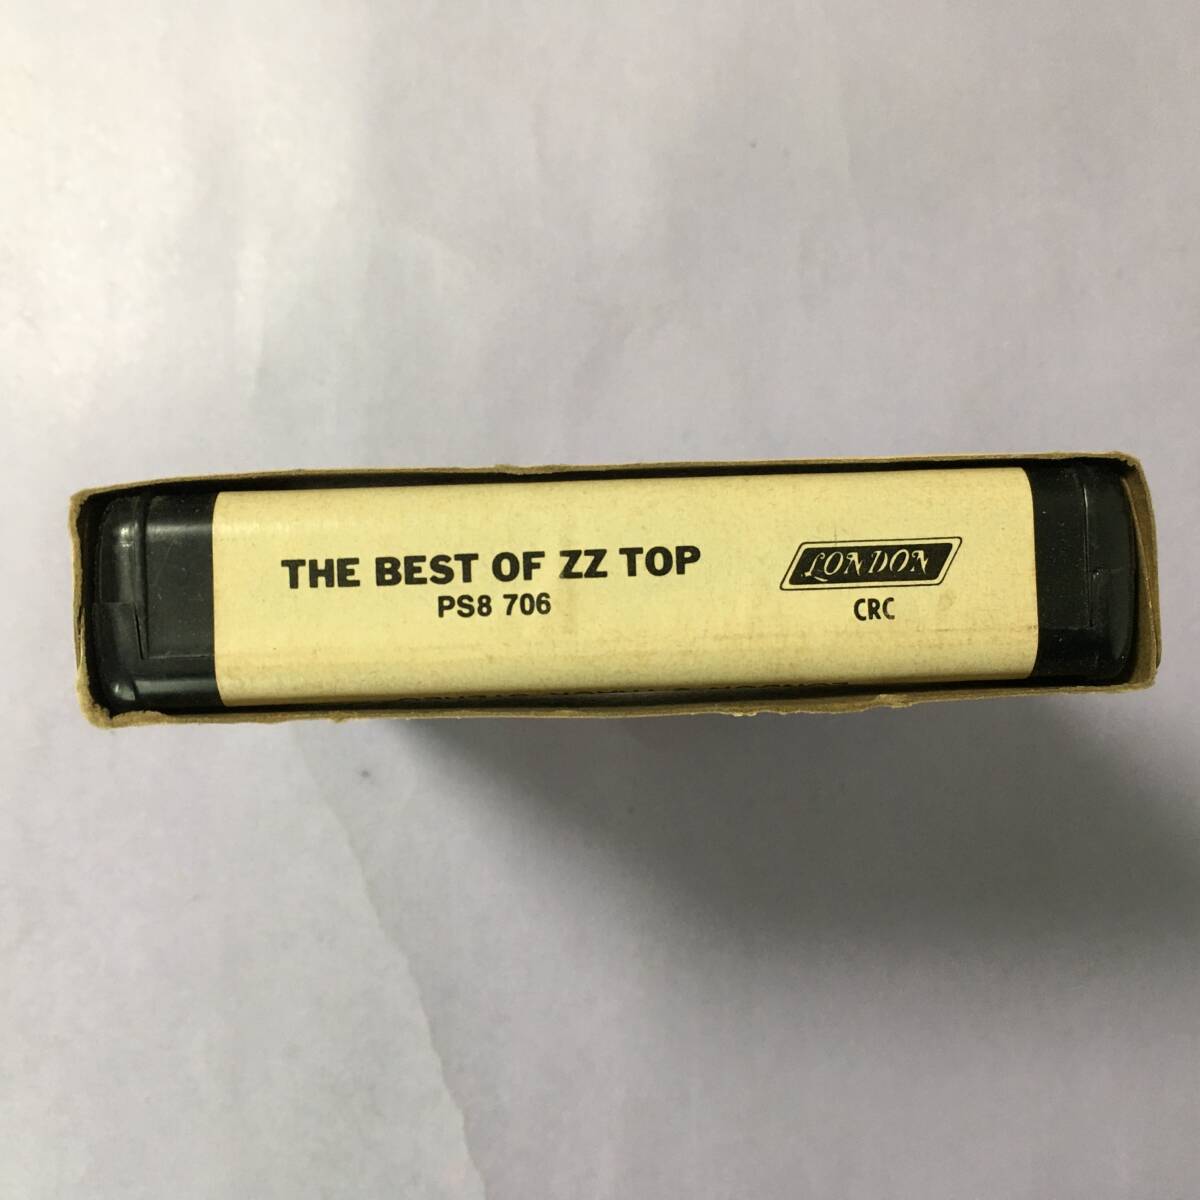 THE BEST OF ZZ TOP
PS8 706
LONDON
CRC